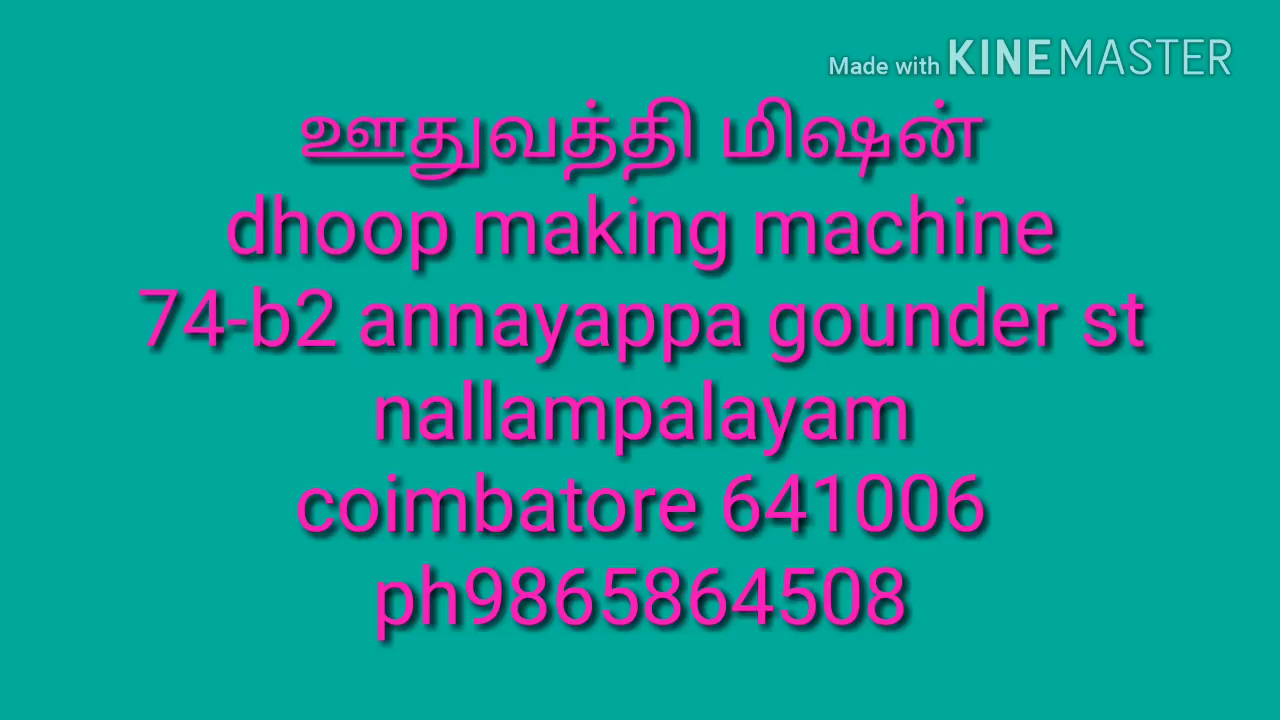 Made with KINEMASTER
ஊதுவத்தி மிஷன்
dhoop making machine
74-b2 annayappa gounder st
nallampalayam
coimbatore 641006
ph9865864508